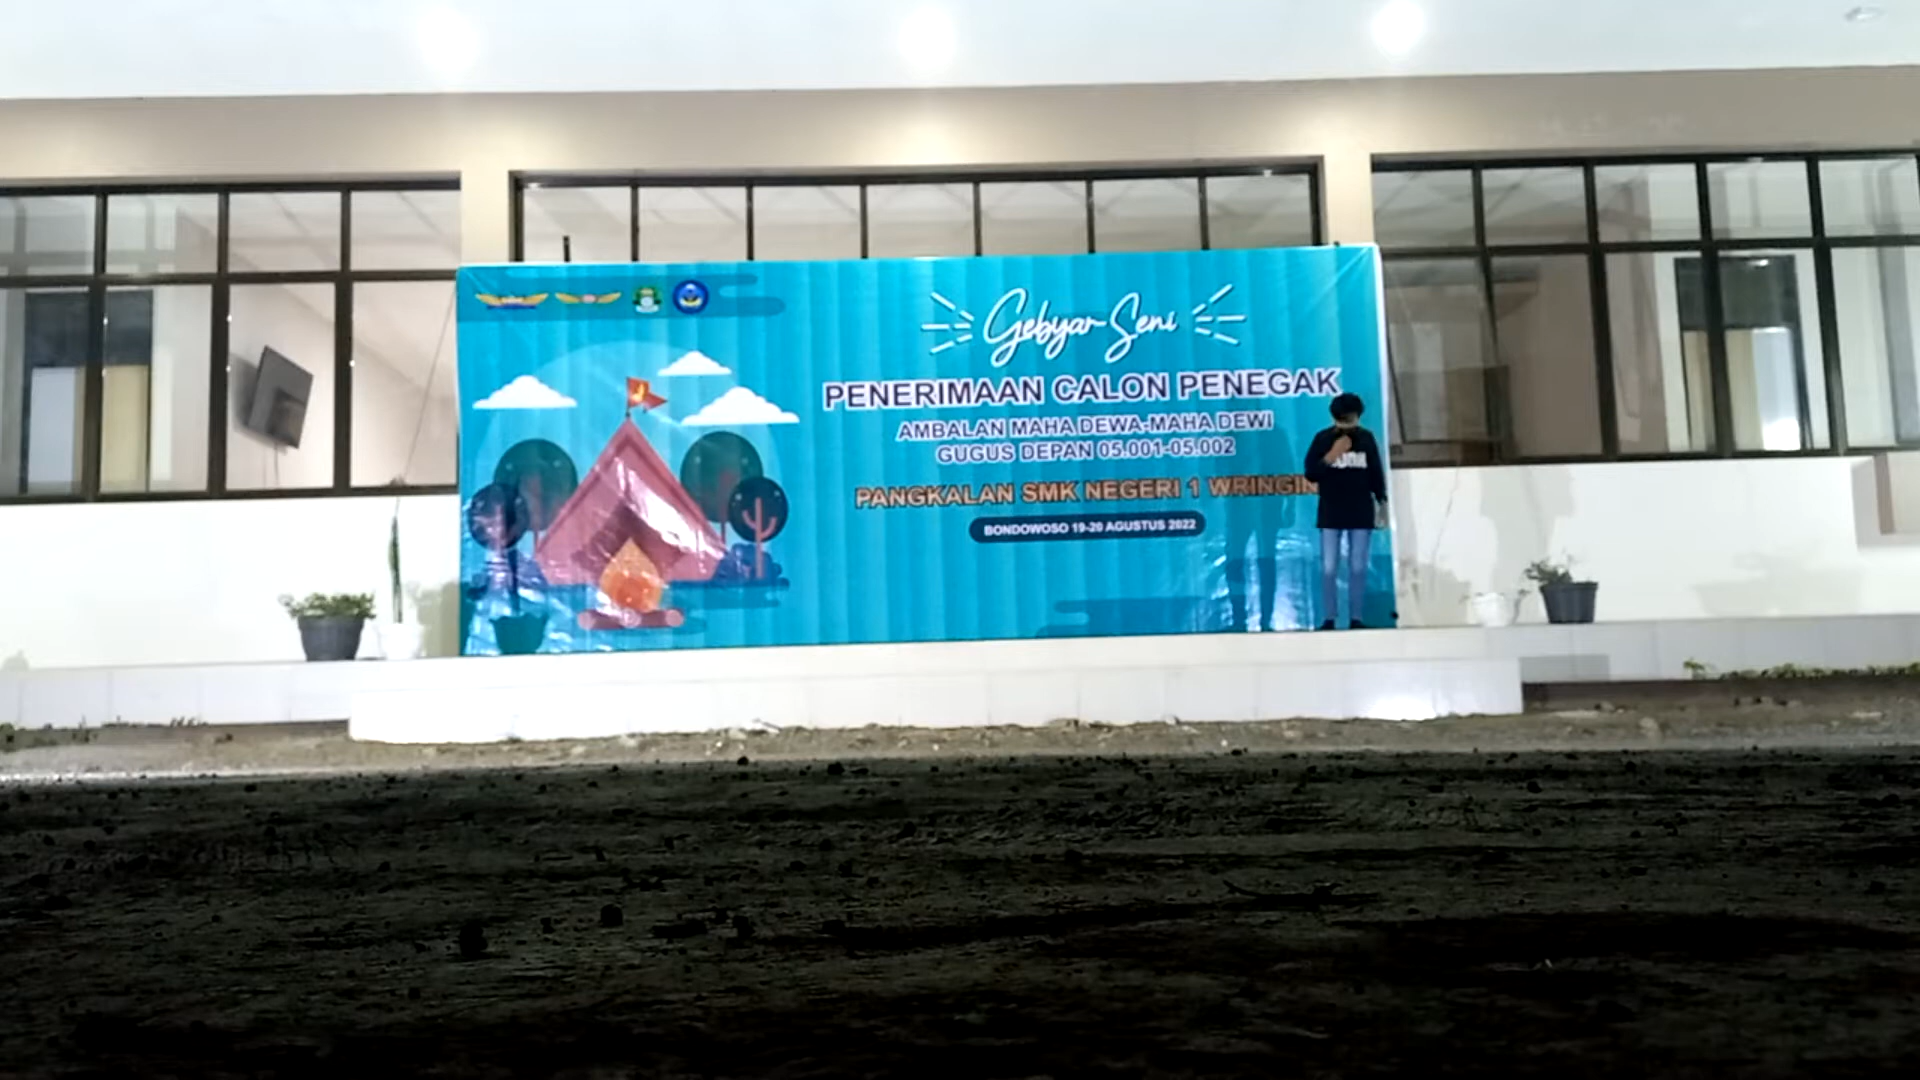 Gebyar Seni
PENERIMAAN CALON PENEGAK
AMBALAN MAHA DEWA-MAHA DEWI
GUGUS DEPAN 05.001-05.002
PANGKALAN SMK NEGERI 1 WRINGIN
BONDOWOSO 19-20 AGUSTUS 2022